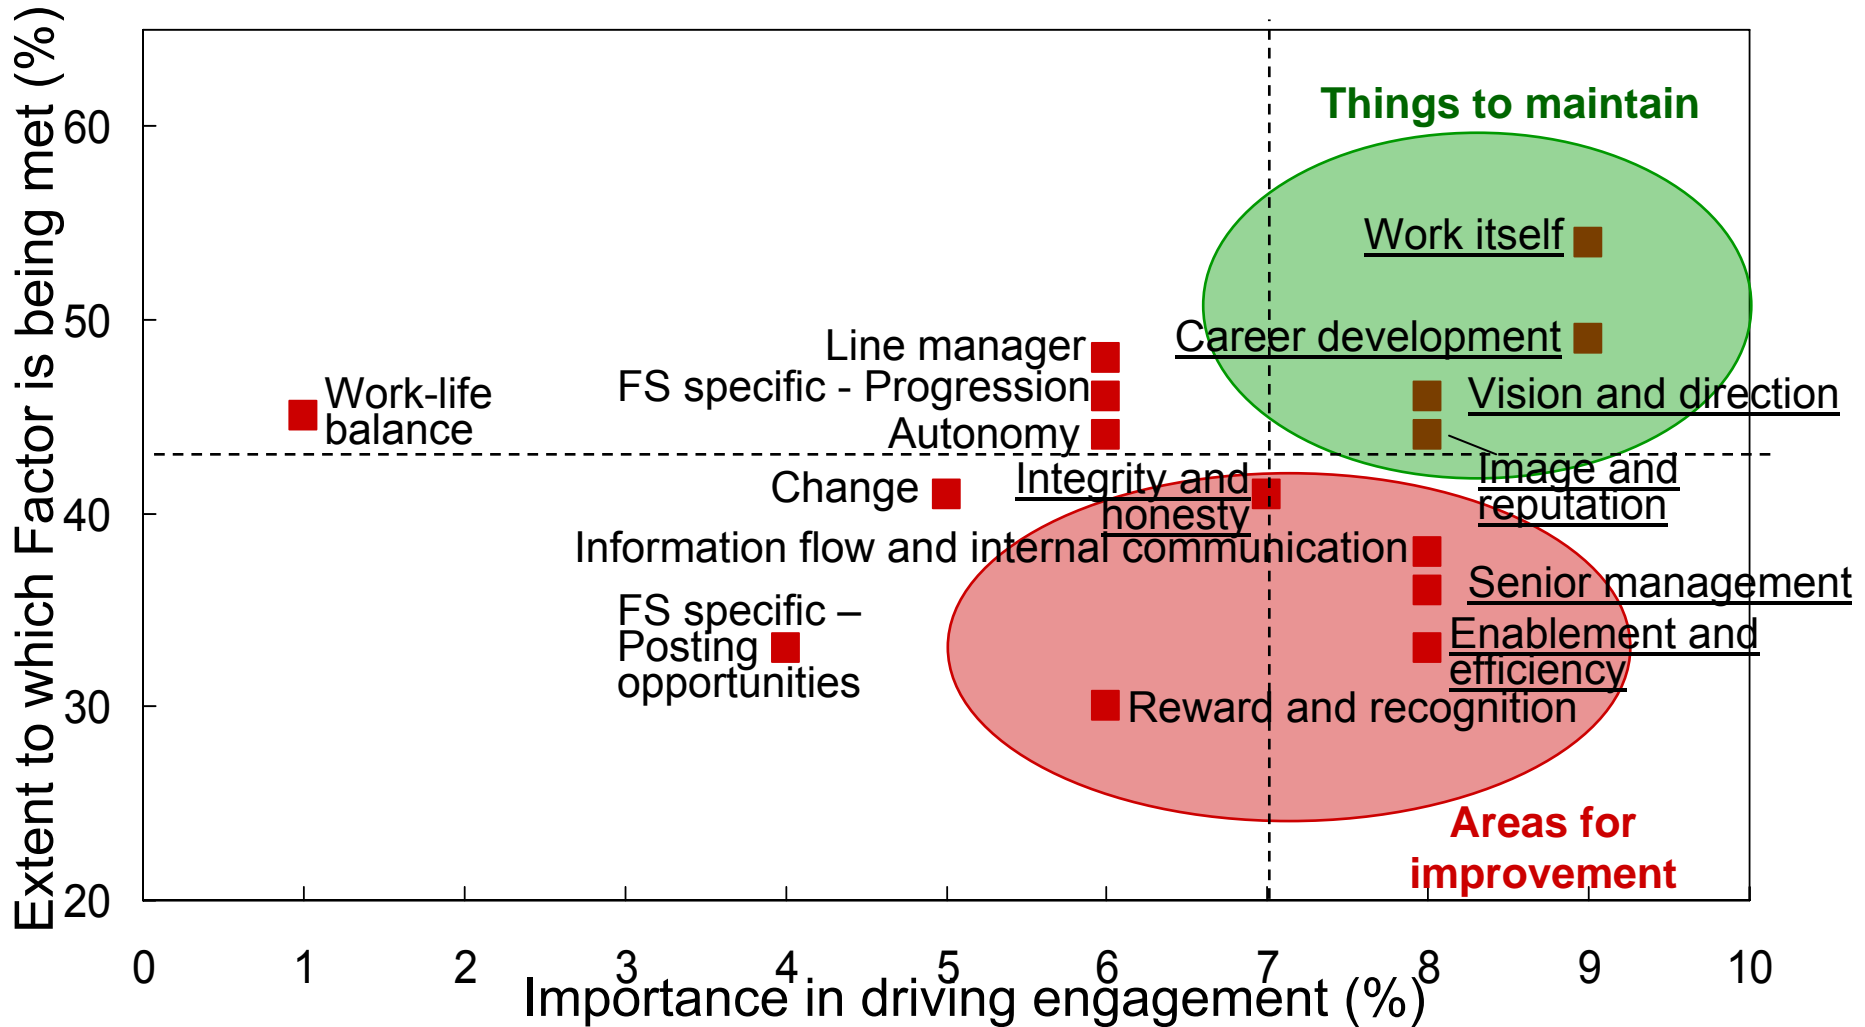 Extent to which Factor is being met (%)
60
50
40
30
20
Things to maintain
Work itself
Career development
Line manager
FS specific - Progression
Vision and direction
Work-life
balance
Autonomy
Image and
reputation
Change
Integrity and
honesty
Information flow and internal communication
Senior management
FS specific –
Posting
opportunities
Enablement and
efficiency
Reward and recognition
Areas for
improvement
0 1 2 3 4 5 6 7 8 9 10
Importance in driving engagement (%)